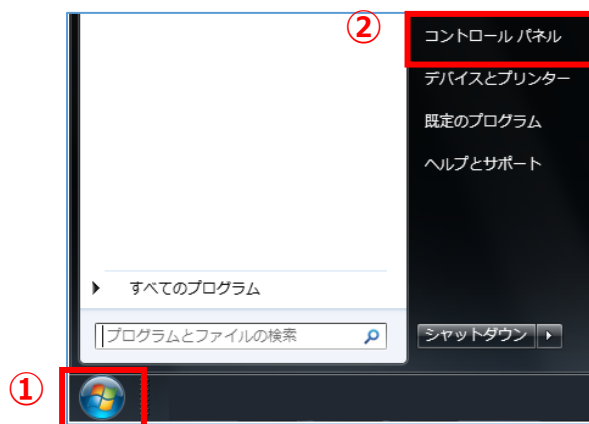 ②
コントロール パネル
デバイスとプリンター
既定のプログラム
ヘルプとサポート
すべてのプログラム
プログラムとファイルの検索
シャットダウン
①